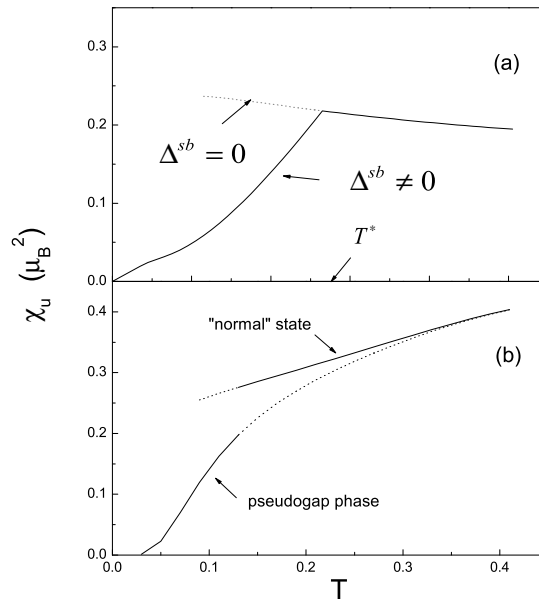 0.3
(a)
0.2
Δ^{sb} = 0
Δ^{sb} ≠ 0
0.1
T*
0.0
χ_u (μ_B^2)
"normal" state
0.4
(b)
0.3
0.2
0.1
pseudogap phase
0.0
0.0 0.1 0.2 0.3 0.4
T